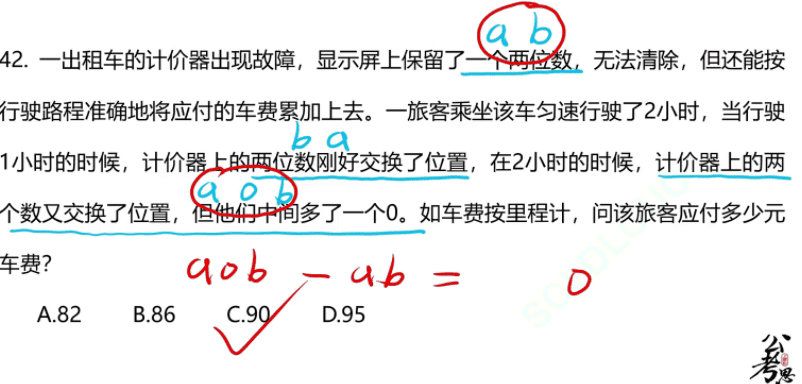 a b
42. 一出租车的计价器出现故障，显示屏上保留了一个两位数，无法清除，但还能按
行驶路程准确地将应付的车费累加上去。一旅客乘坐该车匀速行驶了2小时，当行驶
b a
1小时的时候，计价器上的两位数刚好交换了位置，在2小时的时候，计价器上的两
a 0 b
个数又交换了位置，但他们中间多了一个0。如车费按里程计，问该旅客应付多少元
车费？
a0b - ab = 0
A.82 B.86 C.90 D.95
公考思